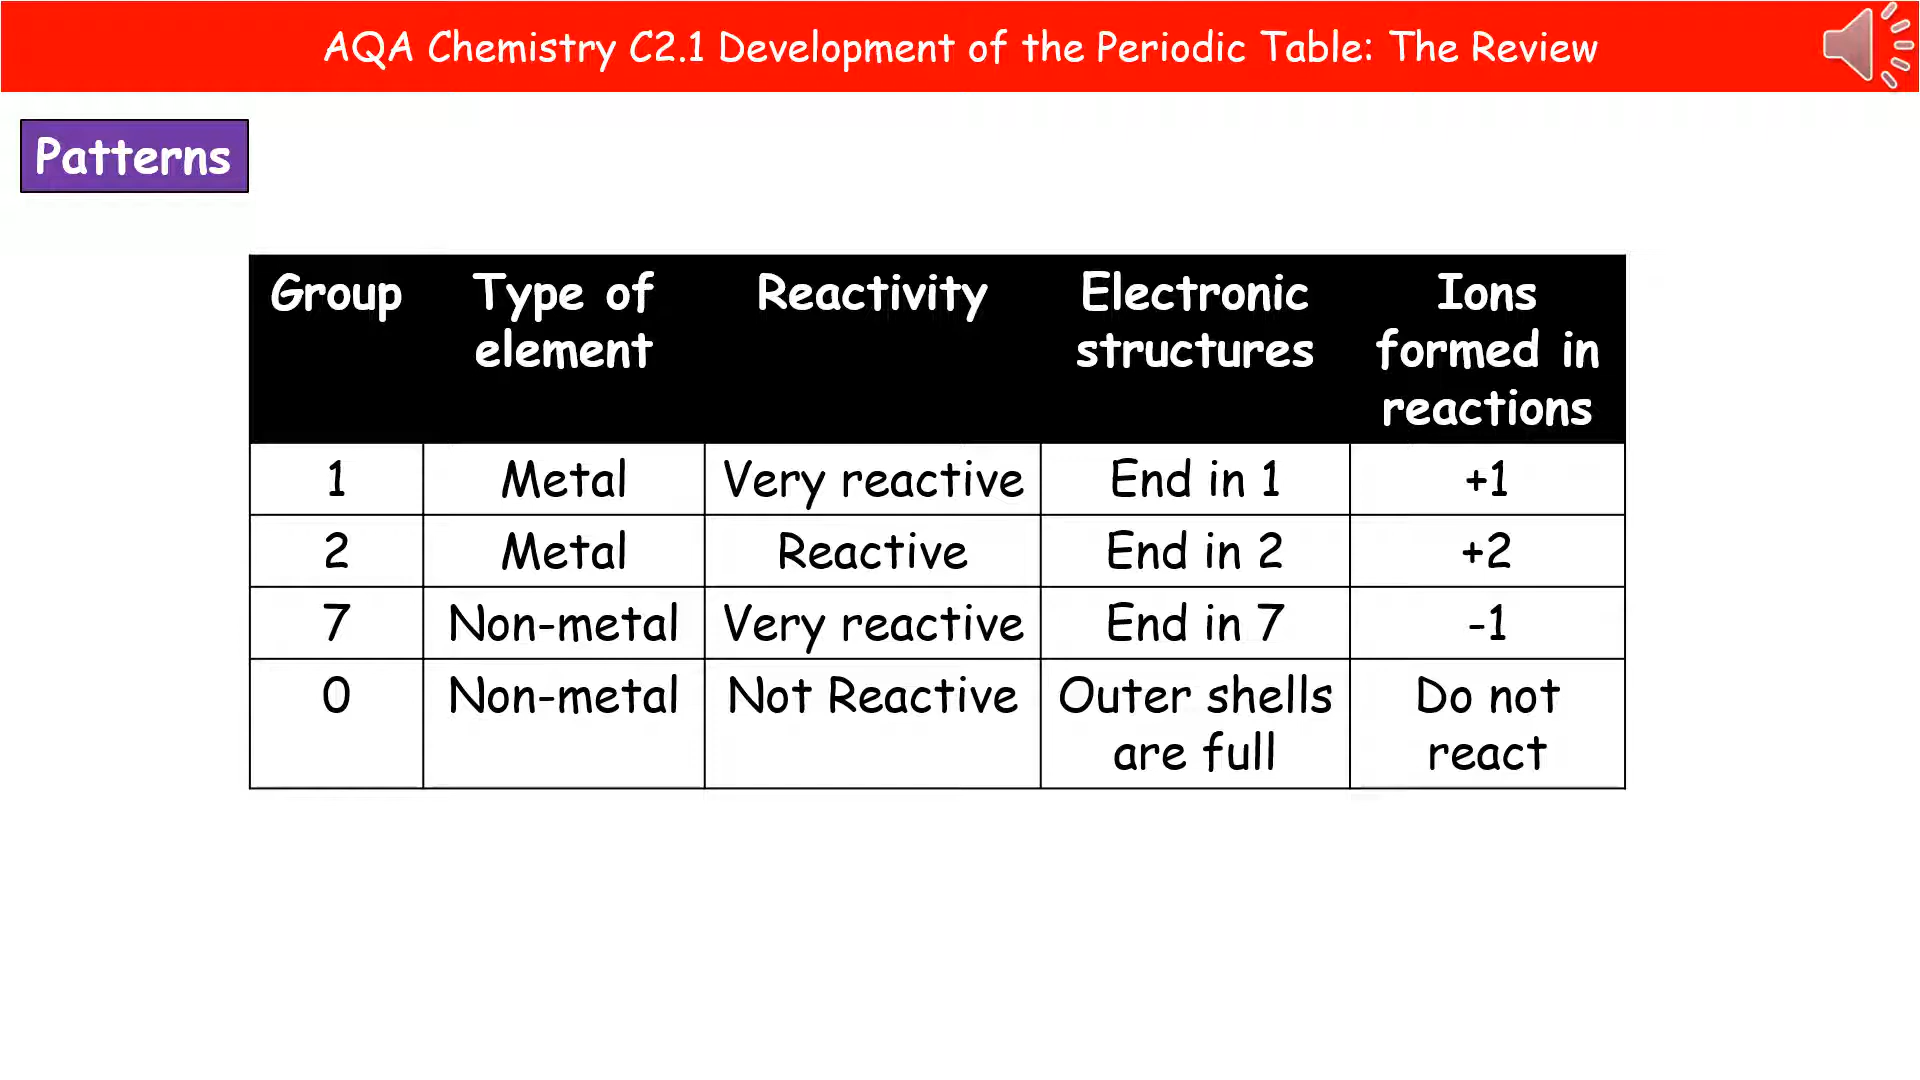 AQA Chemistry C2.1 Development of the Periodic Table: The Review
Patterns
Group Type of Reactivity Electronic Ions
element structures formed in
reactions
1 Metal Very reactive End in 1 +1
2 Metal Reactive End in 2 +2
7 Non-metal Very reactive End in 7 -1
0 Non-metal Not Reactive Outer shells Do not
are full react